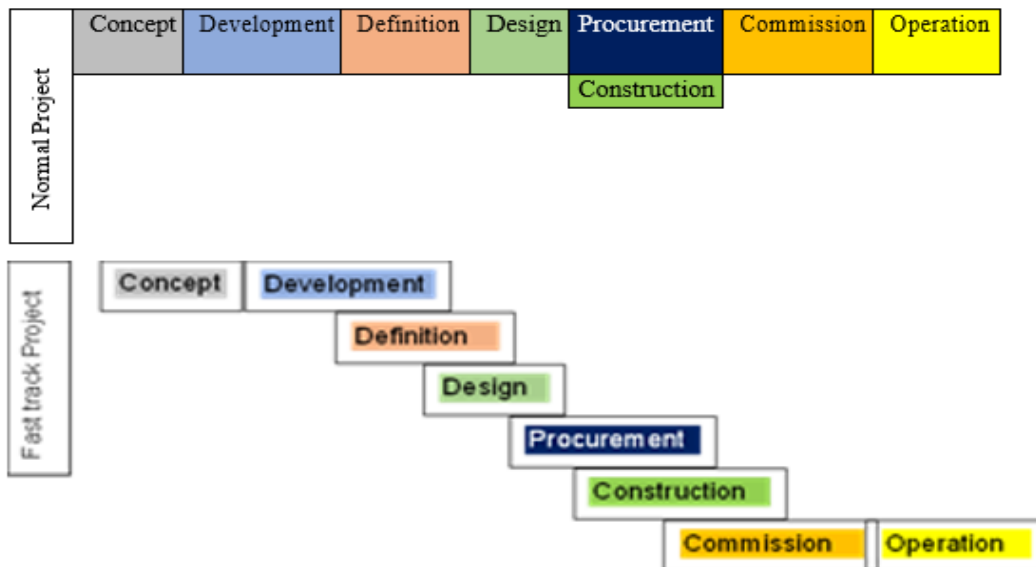 Concept Development Definition Design Procurement Commission Operation
Construction
Normal Project
Concept Development
Definition
Design
Procurement
Construction
Commission Operation
Fast track Project